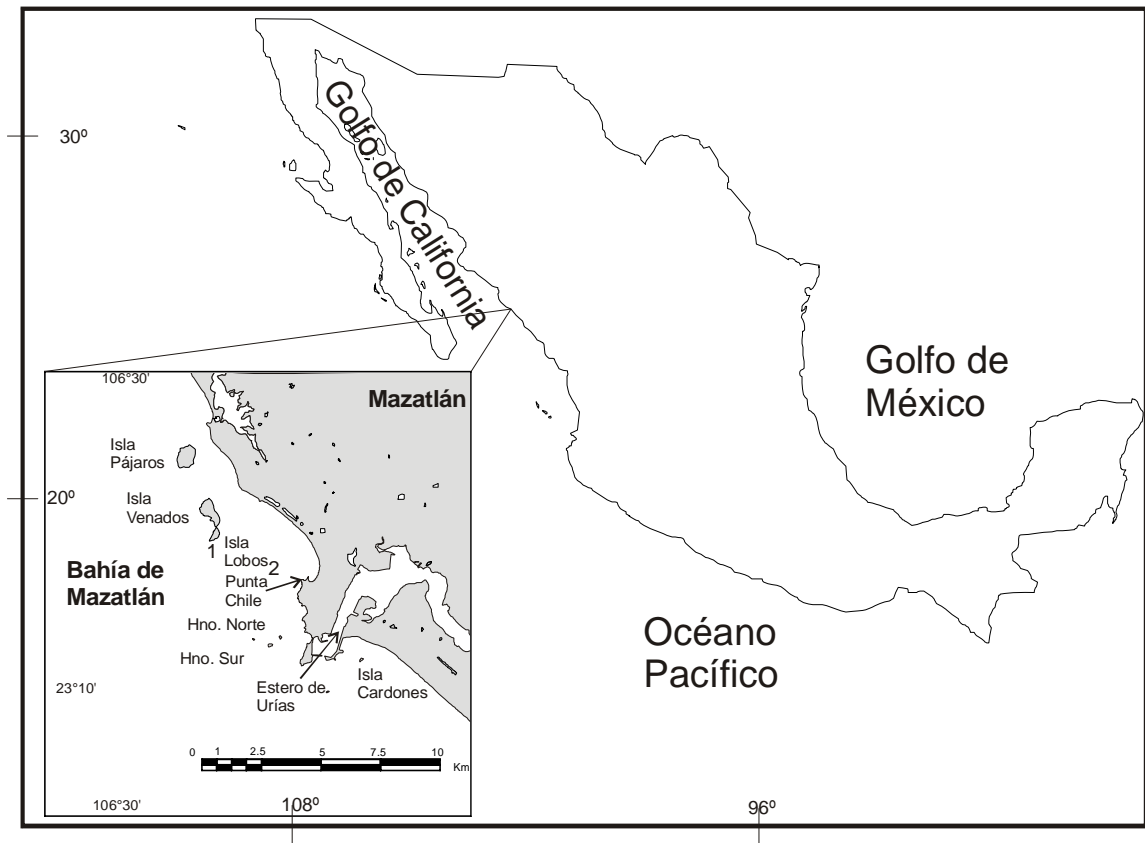 30º
Golfo de California
Golfo de
México
106°30'
Mazatlán
Isla
Pájaros
20º
Isla
Venados
1
Isla
Lobos
2
Punta
Chile
Bahía de
Mazatlán
Hno. Norte
Hno. Sur
Océano
Pacífico
23°10'
Estero de
Urías
Isla
Cardones
0 1 2.5 5 7.5 10
Km
106°30'
108º
96º